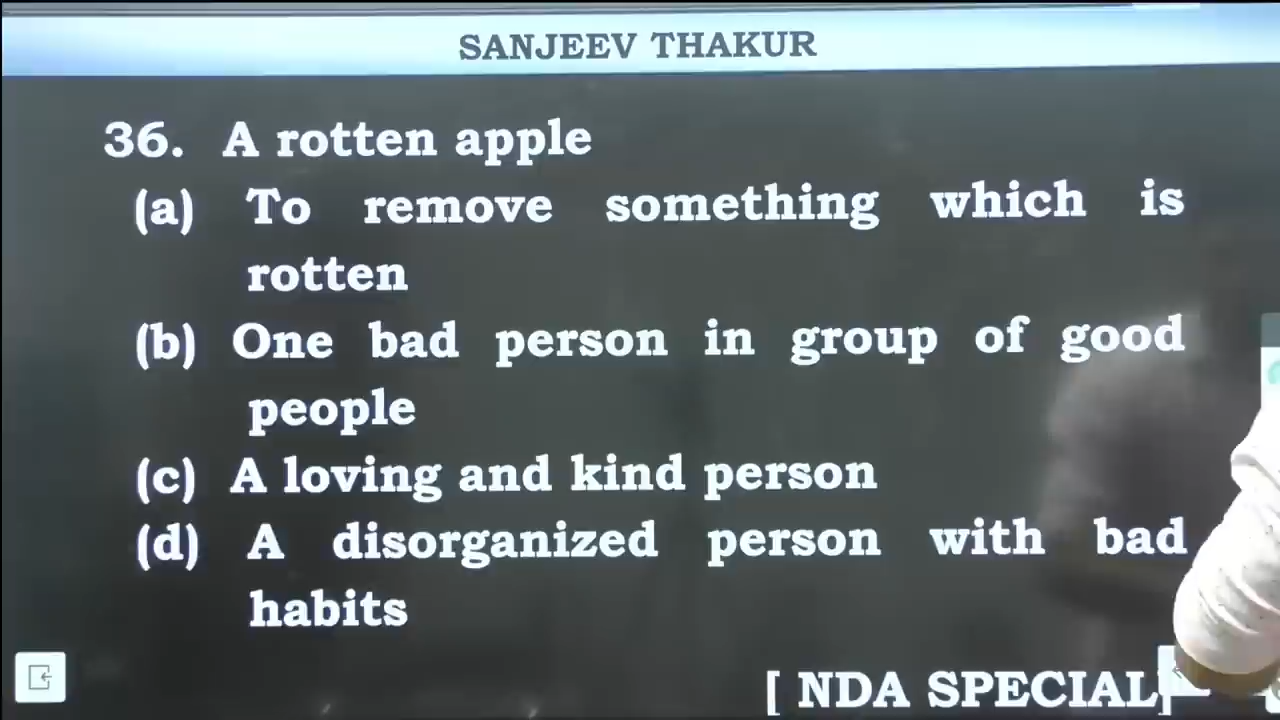 SANJEEV THAKUR
36. A rotten apple
(a) To remove something which is
rotten
(b) One bad person in group of good
people
(c) A loving and kind person
(d) A disorganized person with bad
habits
[ NDA SPECIAL]